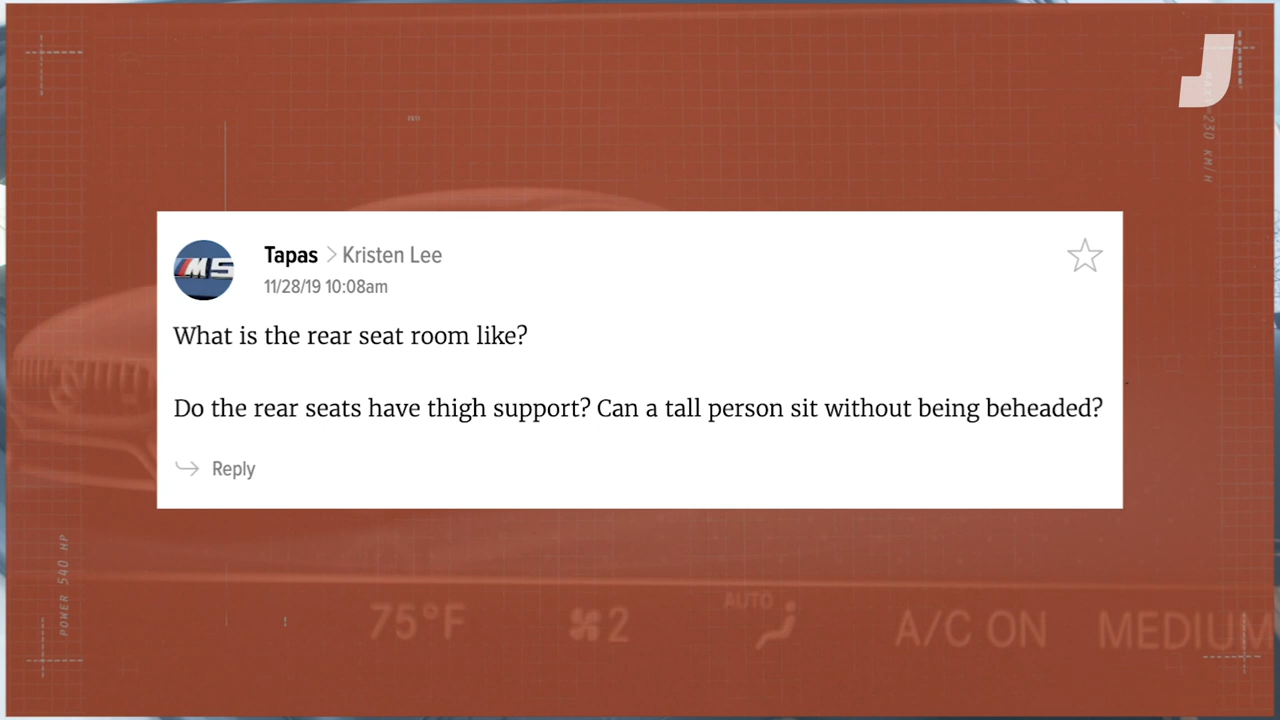 J
MAX 230 KM/H
Tapas > Kristen Lee
11/28/19 10:08am
What is the rear seat room like?
Do the rear seats have thigh support? Can a tall person sit without being beheaded?
Reply
POWER 540 HP
75°F
2
AUTO
A/C ON
MEDIUM